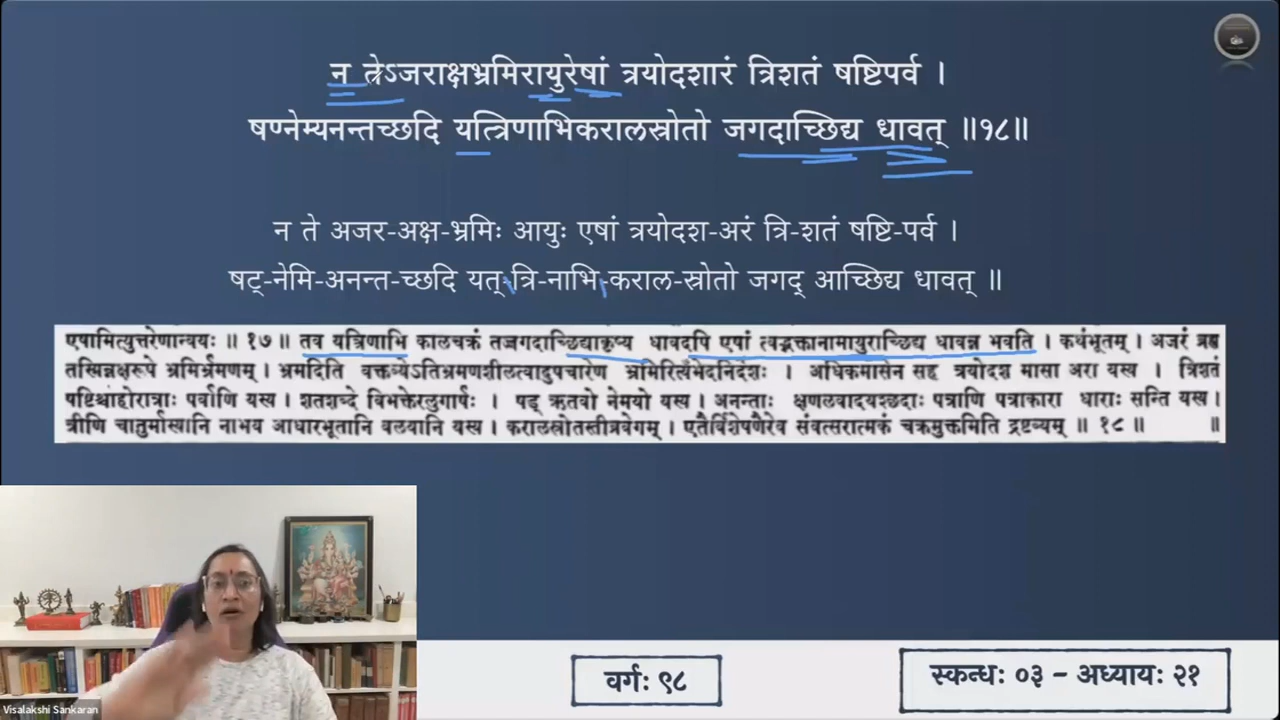 न तेऽजराक्षभ्रमिरायुरेषां त्रयोदशारं त्रिशतं षष्टिपर्व ।
षण्नेम्यनन्तच्छदि यत्त्रिणाभिकरालस्रोतो जगदाच्छिद्य धावत् ॥१८॥
न ते अजर-अक्ष-भ्रमिः आयुः एषां त्रयोदश-अरं त्रि-शतं षष्टि-पर्व ।
षट्-नेमि-अनन्त-च्छदि यत् त्रि-नाभि-कराल-स्रोतो जगद् आच्छिद्य धावत् ॥
एषामित्युत्तरेणान्वयः ॥ १७ ॥ तव यत्रिणाभि कालचक्रं तज्जगदाच्छिद्याकृष्य धावदपि एषां त्वद्भक्तानामायुराच्छिद्य धावन्न भवति । कथंभूतम् । अजरं ब्रह्म
तस्मिन्नक्षरूपे भ्रमिर्भ्रमणम् । भ्रमदिति वक्तव्येऽतिभ्रमणशीलत्वादुपचारेण भ्रमिरित्यभेदनिर्देशः । अधिकमासेन सह त्रयोदश मासा अरा यस्य । त्रिशतं
षष्टिश्चाहोरात्राः पर्वाणि यस्य । शतशब्दे विभक्तेरलुगार्षः । षड् ऋतवो नेमयो यस्य । अनन्ताः क्षणलवादयश्छदाः पत्राणि पत्राकारा धाराः सन्ति यस्य ।
त्रीणि चातुर्मास्यानि नाभय आधारभूतानि वलयानि यस्य । करालस्रोतस्तीव्रवेगम् । एतैर्विशेषणैरेव संवत्सरात्मकं चक्रमुक्तमिति द्रष्टव्यम् ॥ १८ ॥ ॥
Visalakshi Sankaran
वर्गः ९८
स्कन्धः ०३ - अध्यायः २१